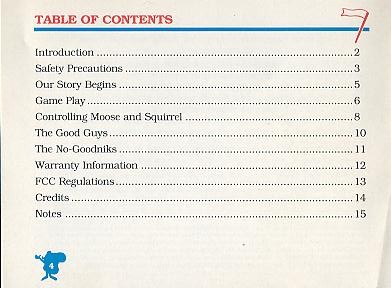 TABLE OF CONTENTS
Introduction ........................................................ 2
Safety Precautions ................................................ 3
Our Story Begins .................................................. 5
Game Play ............................................................ 6
Controlling Moose and Squirrel ............................... 8
The Good Guys .................................................... 10
The No-Goodniks .................................................. 11
Warranty Information ............................................ 12
FCC Regulations ................................................... 13
Credits ................................................................ 14
Notes .................................................................. 15
4